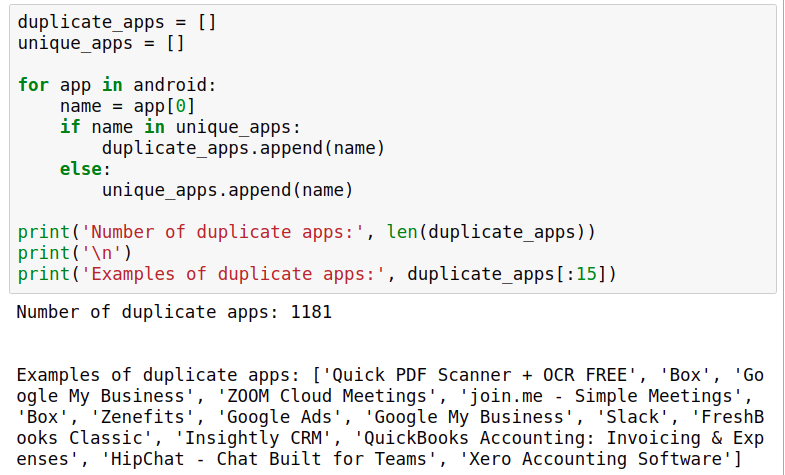 duplicate_apps = []
unique_apps = []
for app in android:
    name = app[0]
    if name in unique_apps:
        duplicate_apps.append(name)
    else:
        unique_apps.append(name)
print('Number of duplicate apps:', len(duplicate_apps))
print('\n')
print('Examples of duplicate apps:', duplicate_apps[:15])
Number of duplicate apps: 1181
Examples of duplicate apps: ['Quick PDF Scanner + OCR FREE', 'Box', 'Go
ogle My Business', 'ZOOM Cloud Meetings', 'join.me - Simple Meetings',
'Box', 'Zenefits', 'Google Ads', 'Google My Business', 'Slack', 'FreshB
ooks Classic', 'Insightly CRM', 'QuickBooks Accounting: Invoicing & Exp
enses', 'HipChat - Chat Built for Teams', 'Xero Accounting Software']